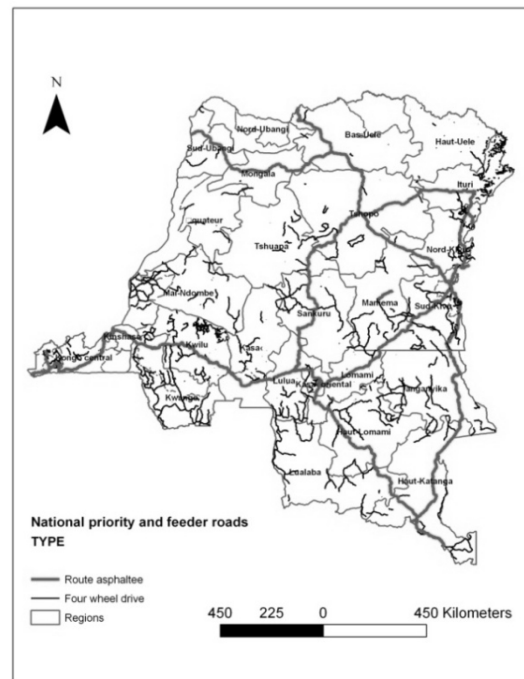 N
Nord-Ubangi
Bas-Uele
Haut-Uele
Sud-Ubangi
Mongala
Ituri
Tshopo
Tshuapa
Nord-Kivu
Mai-Ndombe
Maniema
Sud-Kivu
Sankuru
Kinshasa
Kongo central
Kwilu
Kasai
Lulua
Lomami
Tanganyika
Kwango
Haut-Lomami
Lualaba
Haut-Katanga
National priority and feeder roads
TYPE
Route asphaltee
Four wheel drive
Regions
450 225 0 450 Kilometers